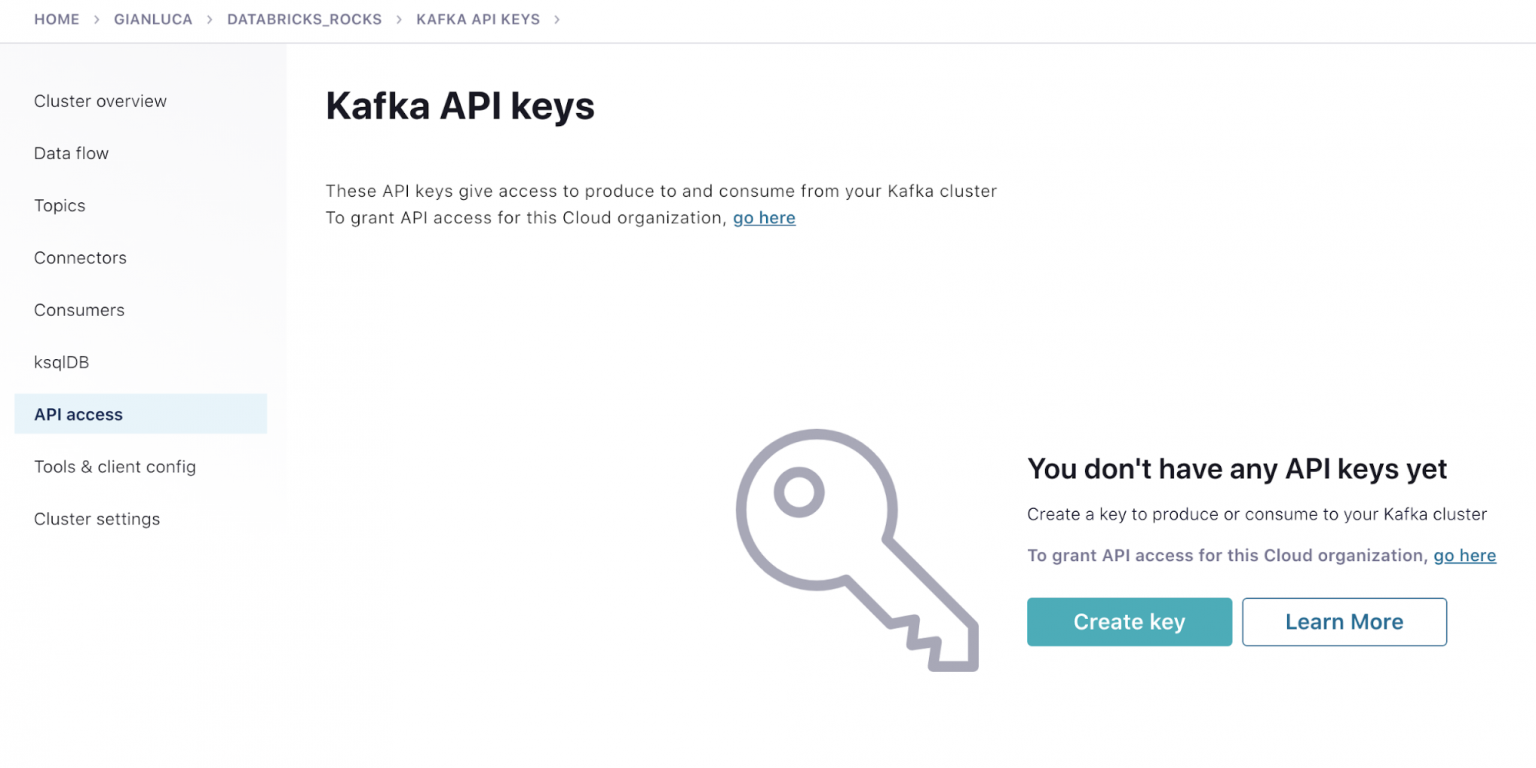 HOME > GIANLUCA > DATABRICKS_ROCKS > KAFKA API KEYS >
Cluster overview
Data flow
Topics
Connectors
Consumers
ksqlDB
API access
Tools & client config
Cluster settings
Kafka API keys
These API keys give access to produce to and consume from your Kafka cluster
To grant API access for this Cloud organization, go here
You don't have any API keys yet
Create a key to produce or consume to your Kafka cluster
To grant API access for this Cloud organization, go here
Create key
Learn More